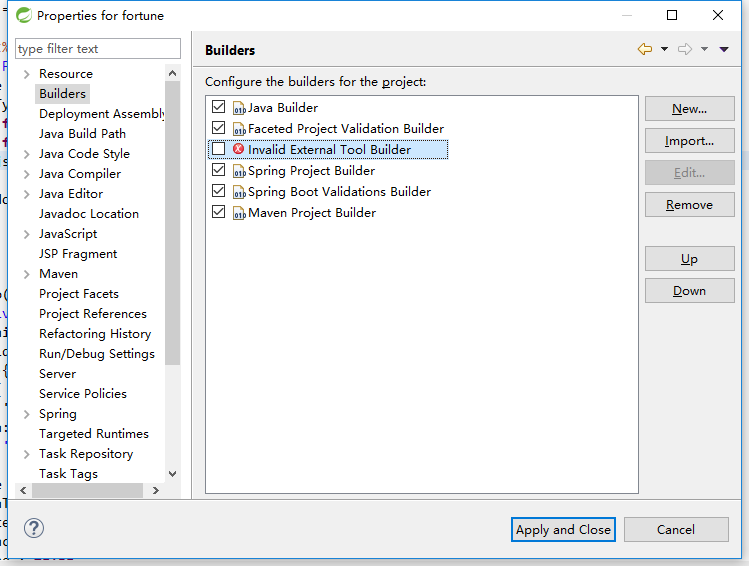 Properties for fortune
type filter text
Resource
Builders
Deployment Assembly
Java Build Path
Java Code Style
Java Compiler
Java Editor
Javadoc Location
JavaScript
JSP Fragment
Maven
Project Facets
Project References
Refactoring History
Run/Debug Settings
Server
Service Policies
Spring
Targeted Runtimes
Task Repository
Task Tags
Builders
Configure the builders for the project:
Java Builder
Faceted Project Validation Builder
Invalid External Tool Builder
Spring Project Builder
Spring Boot Validations Builder
Maven Project Builder
New...
Import...
Edit...
Remove
Up
Down
Apply and Close
Cancel